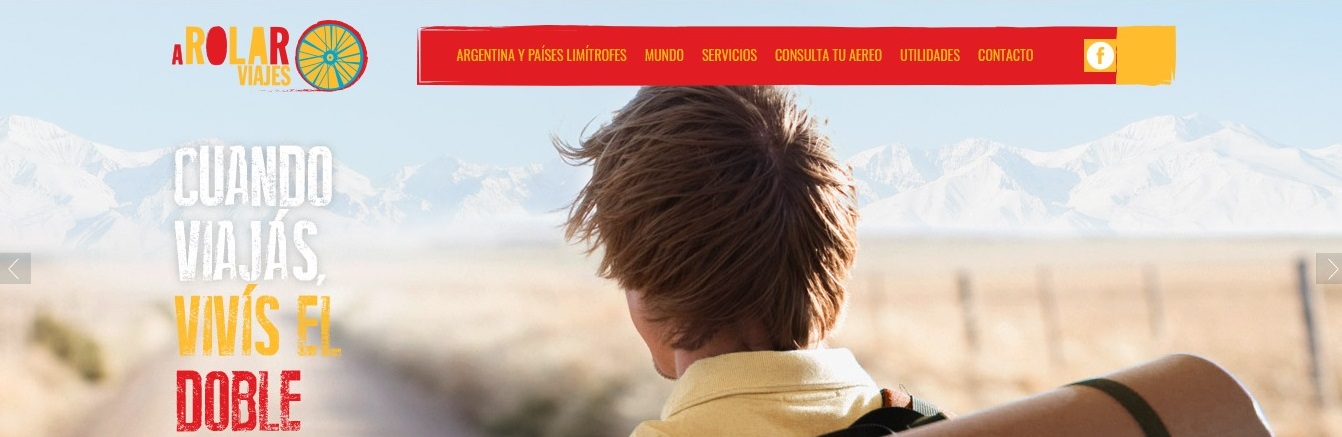 A ROLAR
VIAJES
ARGENTINA Y PAÍSES LIMÍTROFES MUNDO SERVICIOS CONSULTA TU AEREO UTILIDADES CONTACTO
f
CUANDO
VIAJÁS,
VIVÍS EL
DOBLE